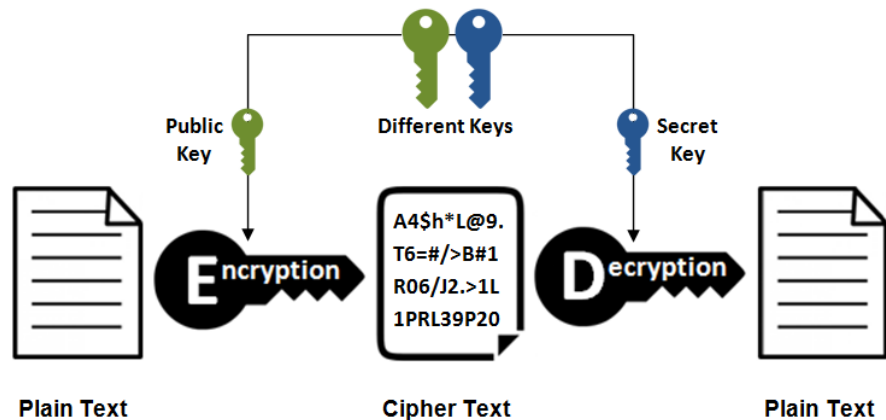 Public
Key
Different Keys
Secret
Key
Encryption
A4$h*L@9.
T6=#/>B#1
R06/J2.>1L
1PRL39P20
Decryption
Plain Text
Cipher Text
Plain Text